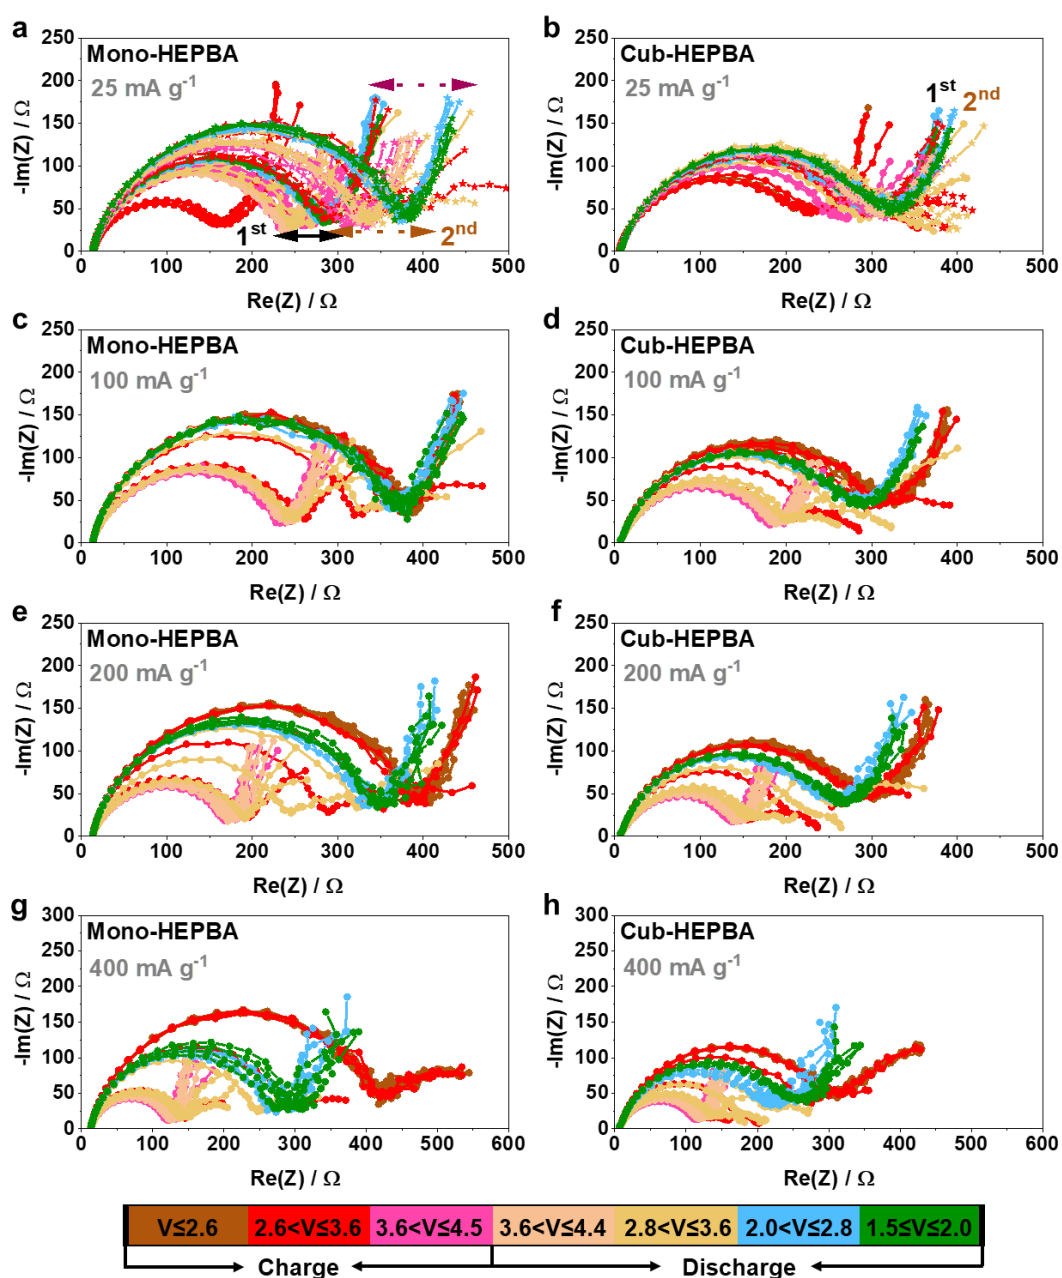 a
Mono-HEPBA
25 mA g⁻¹
1ˢᵗ
2ⁿᵈ
250
200
150
100
50
0
0 100 200 300 400 500
-Im(Z) / Ω
Re(Z) / Ω
b
Cub-HEPBA
25 mA g⁻¹
1ˢᵗ
2ⁿᵈ
250
200
150
100
50
0
0 100 200 300 400 500
-Im(Z) / Ω
Re(Z) / Ω
c
Mono-HEPBA
100 mA g⁻¹
250
200
150
100
50
0
0 100 200 300 400 500
-Im(Z) / Ω
Re(Z) / Ω
d
Cub-HEPBA
100 mA g⁻¹
250
200
150
100
50
0
0 100 200 300 400 500
-Im(Z) / Ω
Re(Z) / Ω
e
Mono-HEPBA
200 mA g⁻¹
250
200
150
100
50
0
0 100 200 300 400 500
-Im(Z) / Ω
Re(Z) / Ω
f
Cub-HEPBA
200 mA g⁻¹
250
200
150
100
50
0
0 100 200 300 400 500
-Im(Z) / Ω
Re(Z) / Ω
g
Mono-HEPBA
400 mA g⁻¹
300
250
200
150
100
50
0
0 100 200 300 400 500 600
-Im(Z) / Ω
Re(Z) / Ω
h
Cub-HEPBA
400 mA g⁻¹
300
250
200
150
100
50
0
0 100 200 300 400 500 600
-Im(Z) / Ω
Re(Z) / Ω
V≤2.6 2.6<V≤3.6 3.6<V≤4.5 3.6<V≤4.4 2.8<V≤3.6 2.0<V≤2.8 1.5≤V≤2.0
Charge Discharge